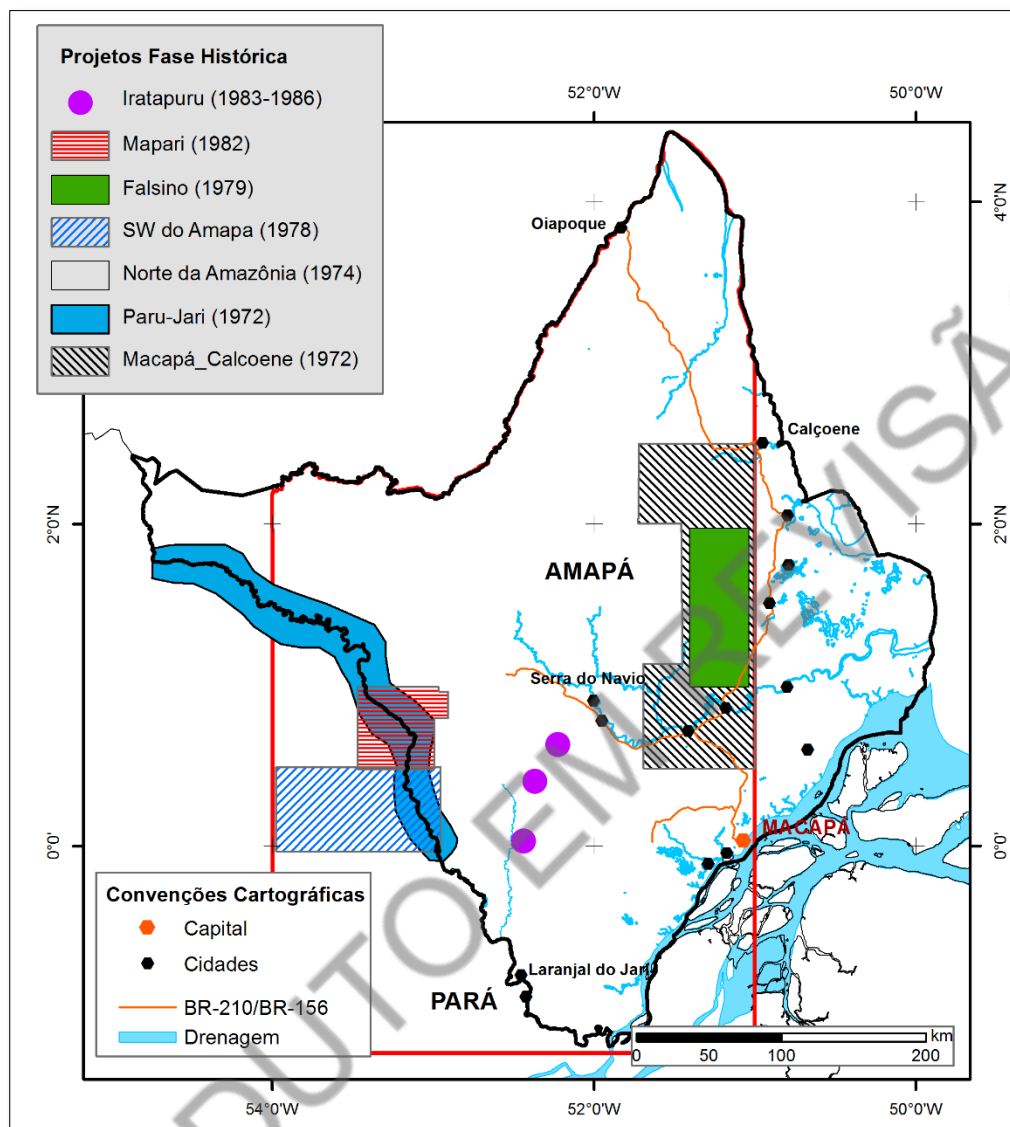 Projetos Fase Histórica
Iratapuru (1983-1986)
Mapari (1982)
Falsino (1979)
SW do Amapa (1978)
Norte da Amazônia (1974)
Paru-Jari (1972)
Macapá_Calcoene (1972)
52°0'W
50°0'W
4°0'N
Oiapoque
Calçoene
2°0'N
2°0'N
AMAPÁ
Serra do Navio
MACAPÁ
0°0'
0°0'
Convenções Cartográficas
Capital
Cidades
BR-210/BR-156
Drenagem
Laranjal do Jari
PARÁ
km
0
50
100
200
54°0'W
52°0'W
50°0'W
DUTO EM REVISÃ